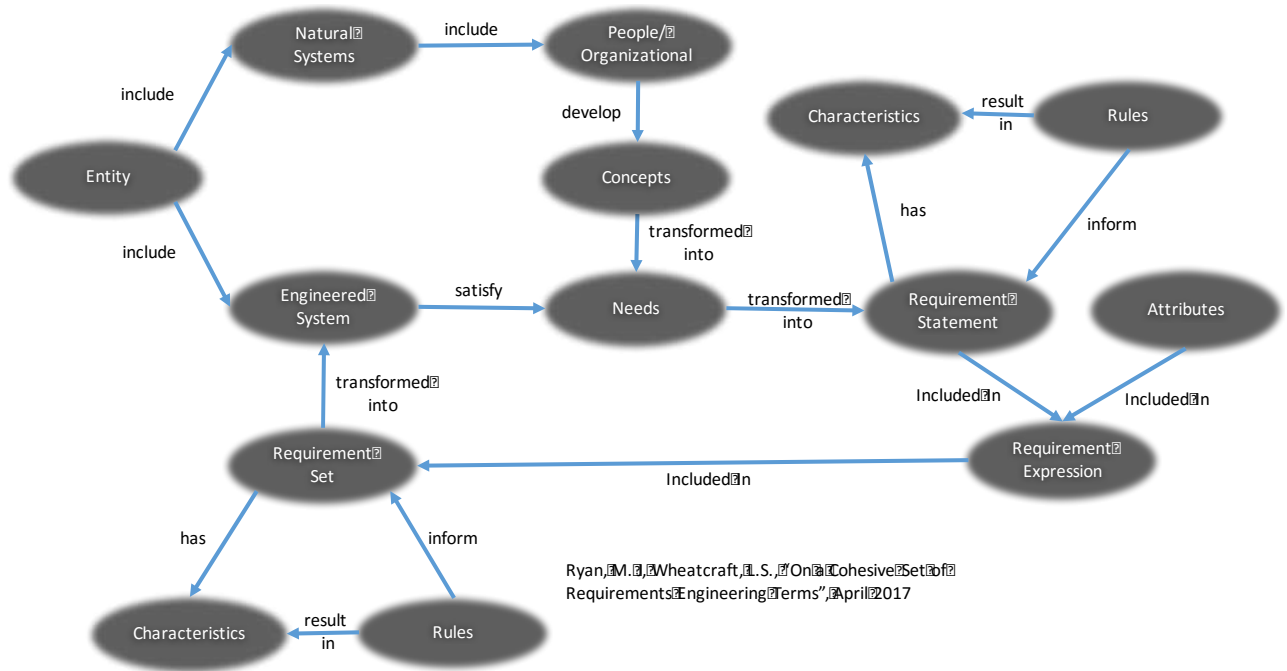 Natural
Systems
include
People/
Organizational
include
develop
Characteristics
result
in
Rules
Entity
Concepts
has
inform
include
transformed
into
Engineered
System
satisfy
Needs
transformed
into
Requirement
Statement
Attributes
transformed
into
Included In
Included In
Requirement
Set
Included In
Requirement
Expression
has
inform
Ryan, M. J, Wheatcraft, L.S., "On a Cohesive Set of
Requirements Engineering Terms", April 2017
Characteristics
result
in
Rules